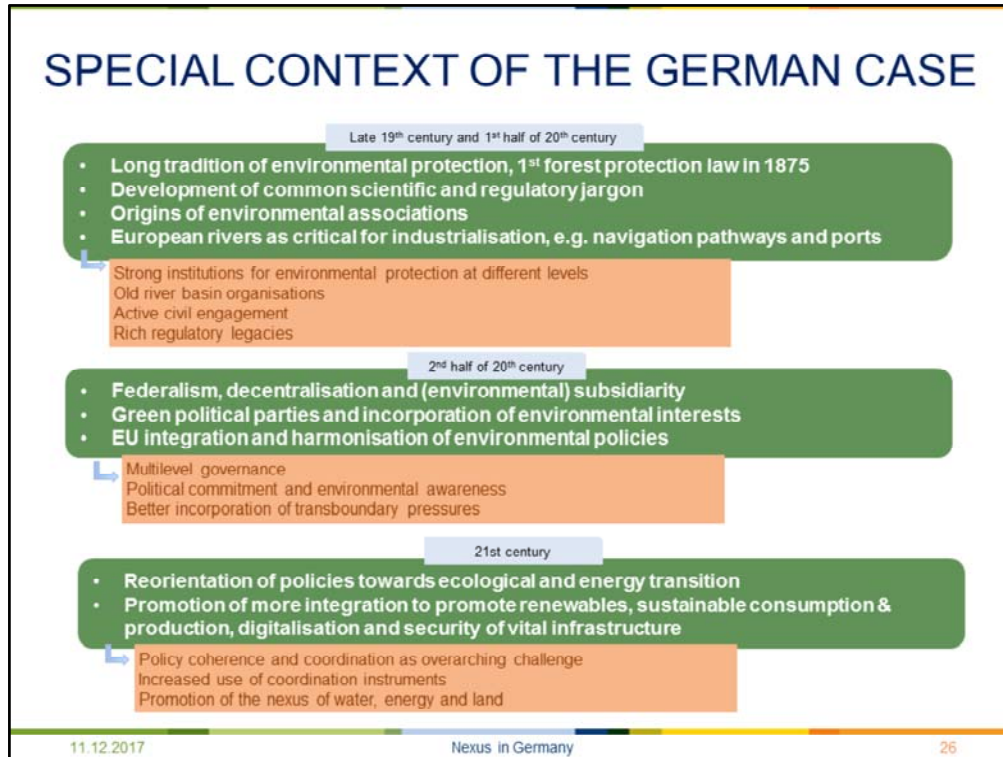 SPECIAL CONTEXT OF THE GERMAN CASE
Late 19th century and 1st half of 20th century
• Long tradition of environmental protection, 1st forest protection law in 1875
• Development of common scientific and regulatory jargon
• Origins of environmental associations
• European rivers as critical for industrialisation, e.g. navigation pathways and ports
Strong institutions for environmental protection at different levels
Old river basin organisations
Active civil engagement
Rich regulatory legacies
2nd half of 20th century
• Federalism, decentralisation and (environmental) subsidiarity
• Green political parties and incorporation of environmental interests
• EU integration and harmonisation of environmental policies
Multilevel governance
Political commitment and environmental awareness
Better incorporation of transboundary pressures
21st century
• Reorientation of policies towards ecological and energy transition
• Promotion of more integration to promote renewables, sustainable consumption &
production, digitalisation and security of vital infrastructure
Policy coherence and coordination as overarching challenge
Increased use of coordination instruments
Promotion of the nexus of water, energy and land
11.12.2017
Nexus in Germany
26